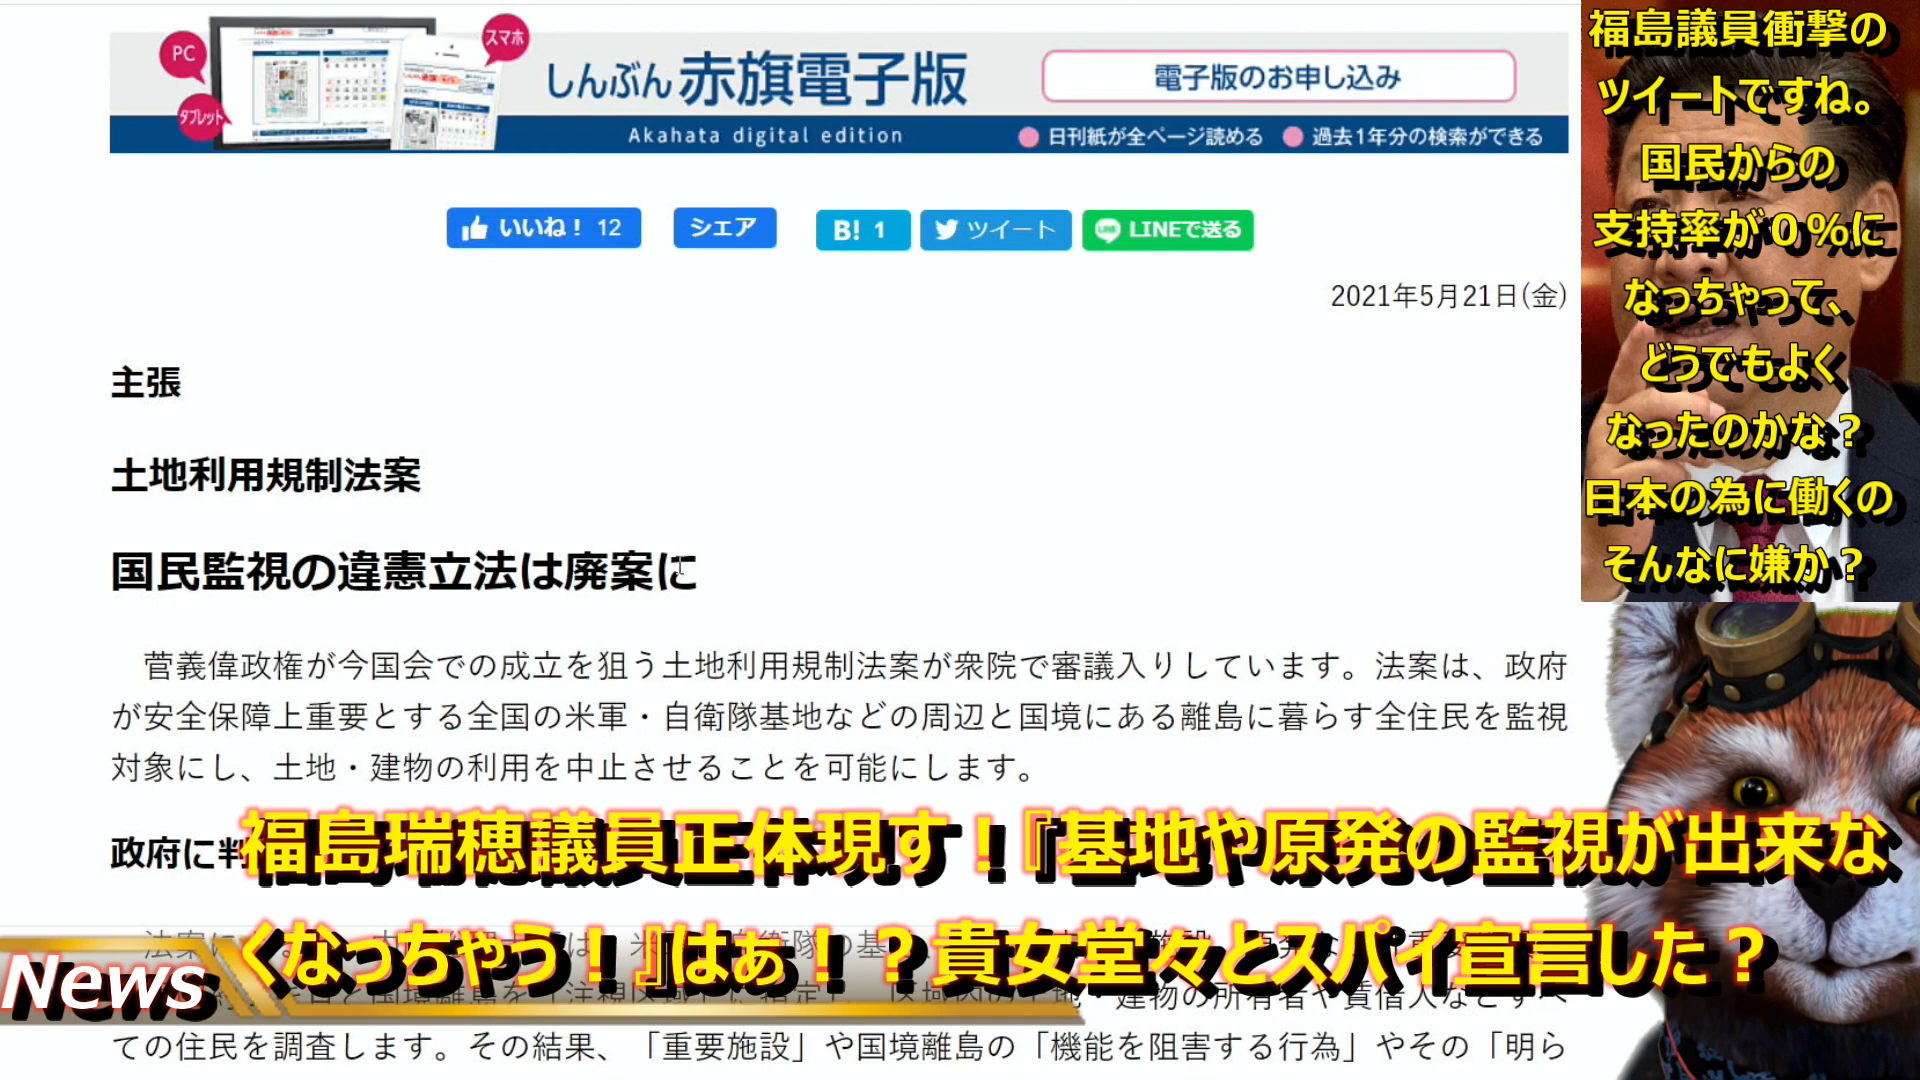 PC
スマホ
タブレット
しんぶん赤旗電子版
電子版のお申し込み
Akahata digital edition
日刊紙が全ページ読める 過去1年分の検索ができる
いいね！ 12 シェア B! 1 ツイート LINEで送る
2021年5月21日(金)
主張
土地利用規制法案
国民監視の違憲立法は廃案に
菅義偉政権が今国会での成立を狙う土地利用規制法案が衆院で審議入りしています。法案は、政府
が安全保障上重要とする全国の米軍・自衛隊基地などの周辺と国境にある離島に暮らす全住民を監視
対象にし、土地・建物の利用を中止させることを可能にします。
政府に判
ての住民を調査します。その結果、「重要施設」や国境離島の「機能を阻害する行為」やその「明ら
福島議員衝撃の
ツイートですね。
国民からの
支持率が０％に
なっちゃって、
どうでもよく
なったのかな？
日本の為に働くの
そんなに嫌か？
福島瑞穂議員正体現す！『基地や原発の監視が出来な
くなっちゃう！』はぁ！？貴女堂々とスパイ宣言した？
News